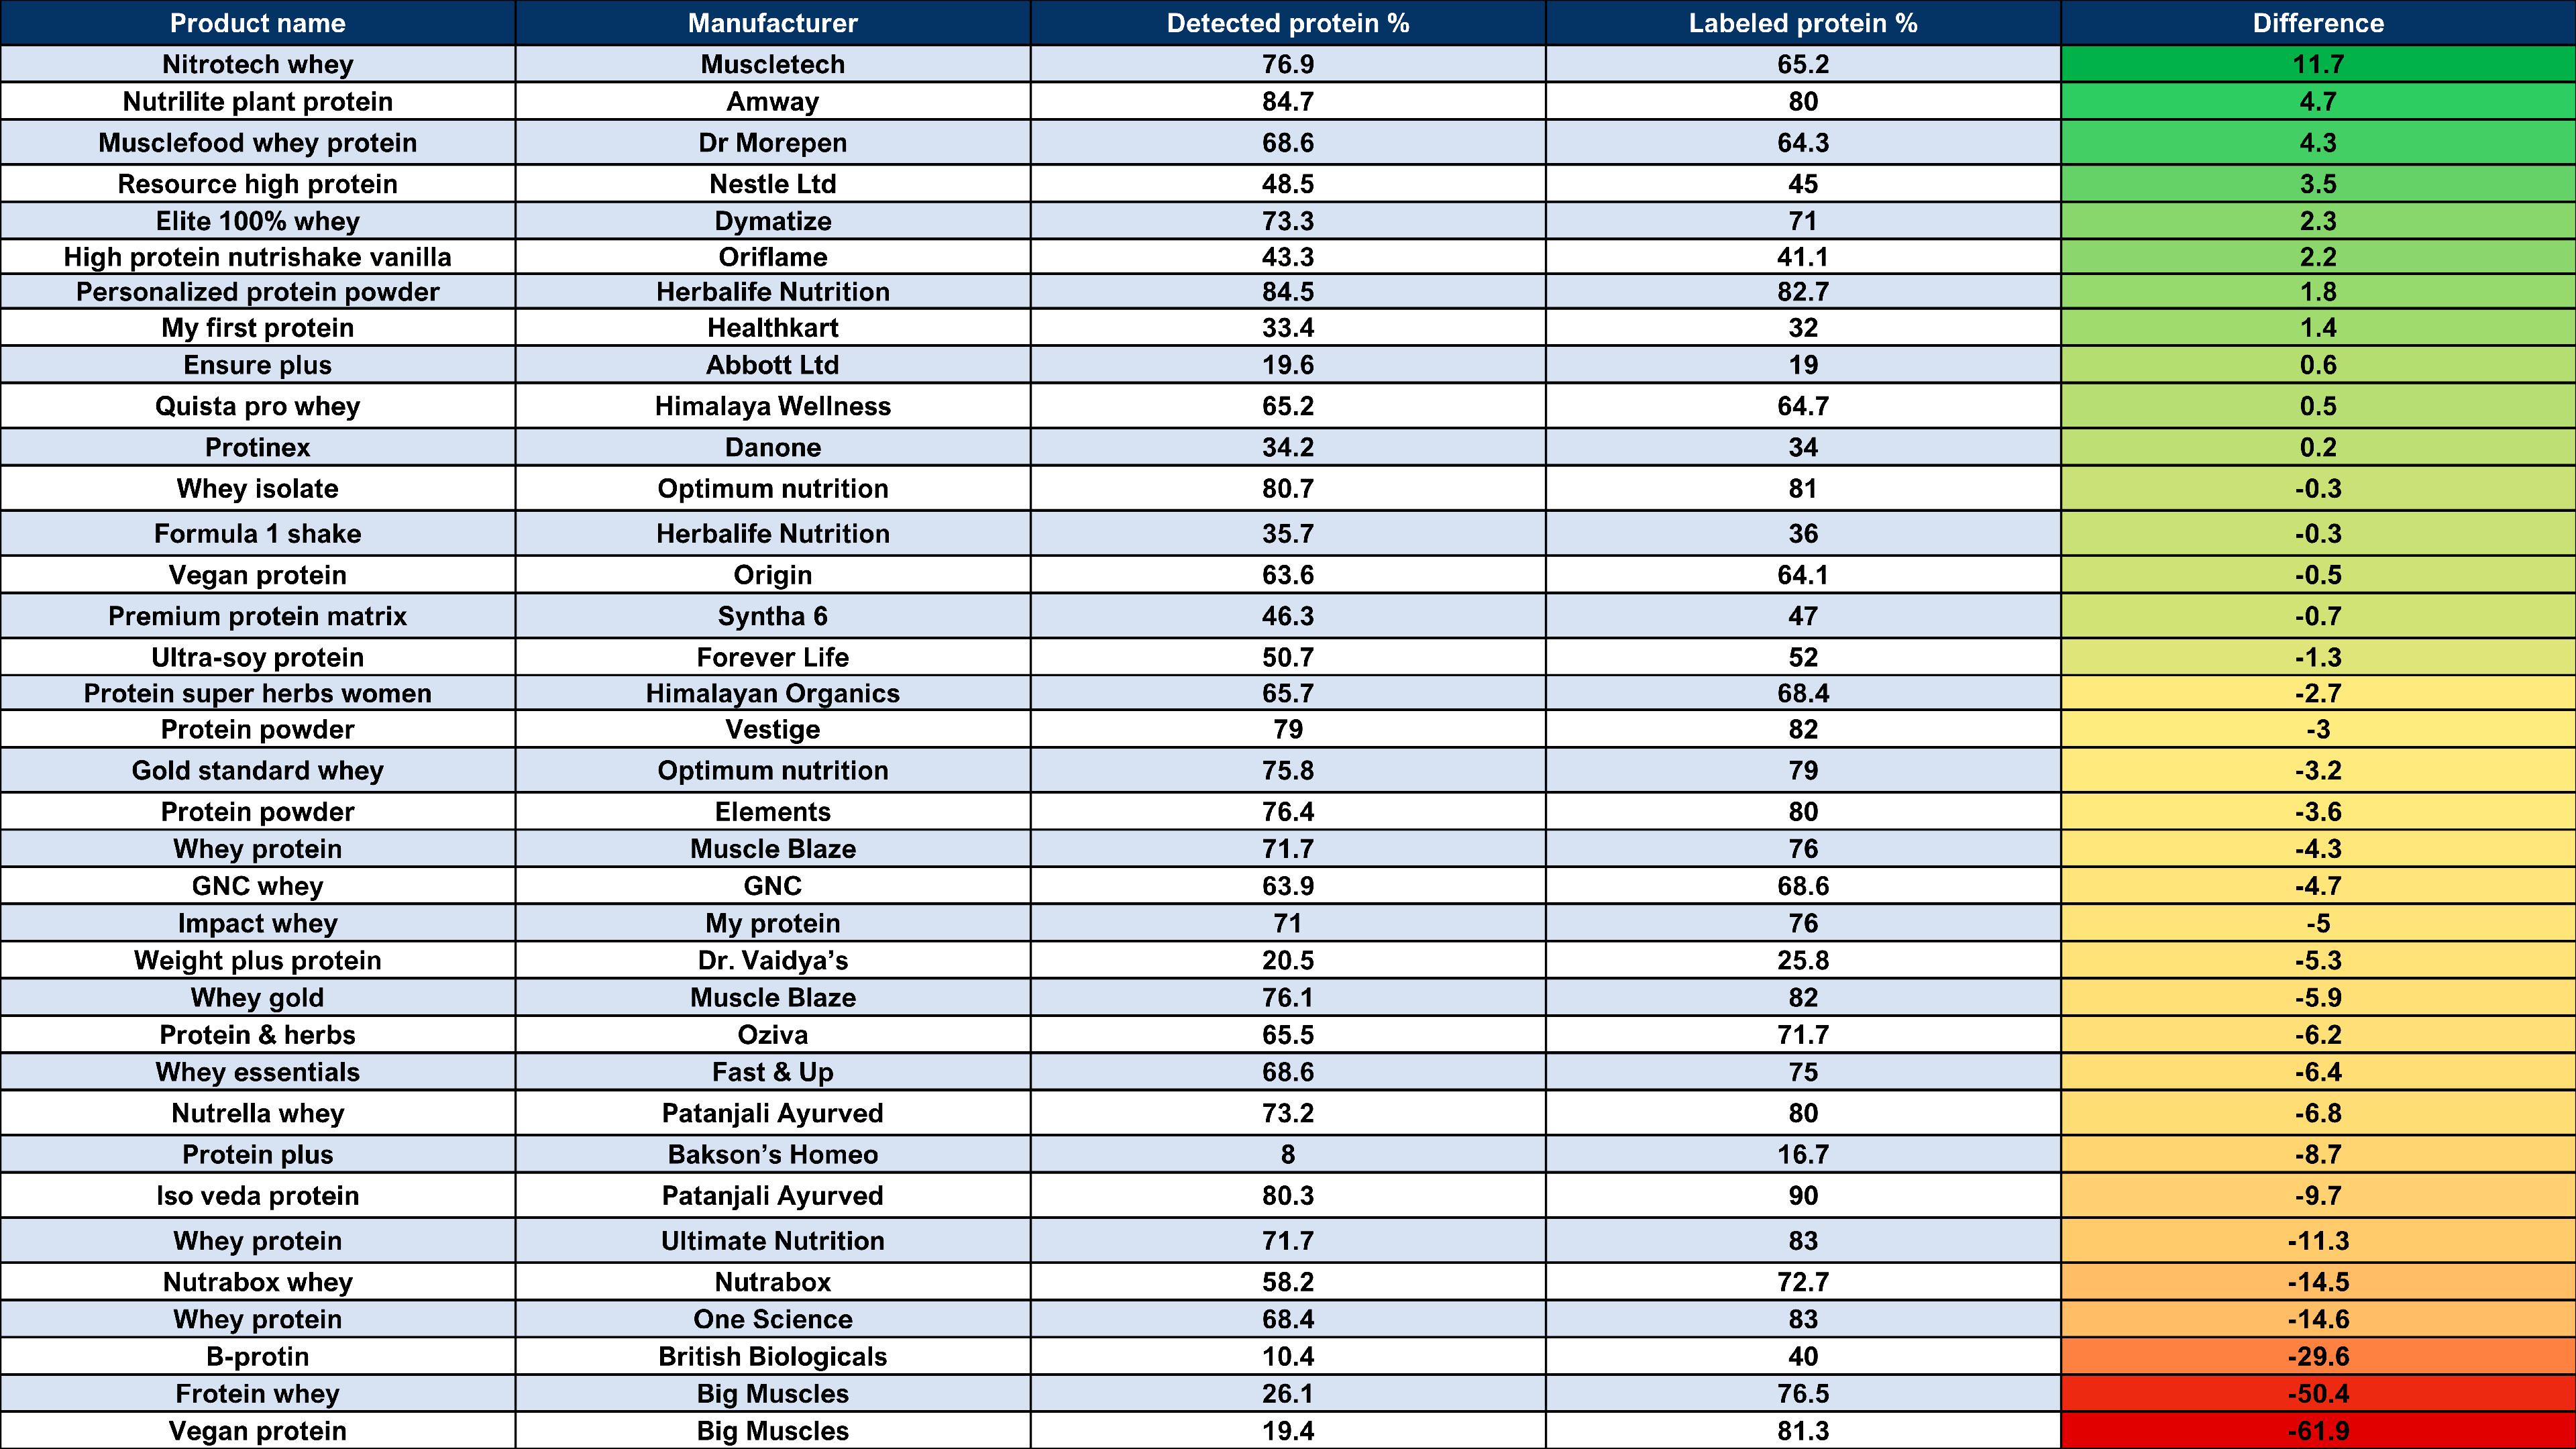 Product name Manufacturer Detected protein % Labeled protein % Difference
Nitrotech whey Muscletech 76.9 65.2 11.7
Nutrilite plant protein Amway 84.7 80 4.7
Musclefood whey protein Dr Morepen 68.6 64.3 4.3
Resource high protein Nestle Ltd 48.5 45 3.5
Elite 100% whey Dymatize 73.3 71 2.3
High protein nutrishake vanilla Oriflame 43.3 41.1 2.2
Personalized protein powder Herbalife Nutrition 84.5 82.7 1.8
My first protein Healthkart 33.4 32 1.4
Ensure plus Abbott Ltd 19.6 19 0.6
Quista pro whey Himalaya Wellness 65.2 64.7 0.5
Protinex Danone 34.2 34 0.2
Whey isolate Optimum nutrition 80.7 81 -0.3
Formula 1 shake Herbalife Nutrition 35.7 36 -0.3
Vegan protein Origin 63.6 64.1 -0.5
Premium protein matrix Syntha 6 46.3 47 -0.7
Ultra-soy protein Forever Life 50.7 52 -1.3
Protein super herbs women Himalayan Organics 65.7 68.4 -2.7
Protein powder Vestige 79 82 -3
Gold standard whey Optimum nutrition 75.8 79 -3.2
Protein powder Elements 76.4 80 -3.6
Whey protein Muscle Blaze 71.7 76 -4.3
GNC whey GNC 63.9 68.6 -4.7
Impact whey My protein 71 76 -5
Weight plus protein Dr. Vaidya’s 20.5 25.8 -5.3
Whey gold Muscle Blaze 76.1 82 -5.9
Protein & herbs Oziva 65.5 71.7 -6.2
Whey essentials Fast & Up 68.6 75 -6.4
Nutrella whey Patanjali Ayurved 73.2 80 -6.8
Protein plus Bakson’s Homeo 8 16.7 -8.7
Iso veda protein Patanjali Ayurved 80.3 90 -9.7
Whey protein Ultimate Nutrition 71.7 83 -11.3
Nutrabox whey Nutrabox 58.2 72.7 -14.5
Whey protein One Science 68.4 83 -14.6
B-protin British Biologicals 10.4 40 -29.6
Frotein whey Big Muscles 26.1 76.5 -50.4
Vegan protein Big Muscles 19.4 81.3 -61.9